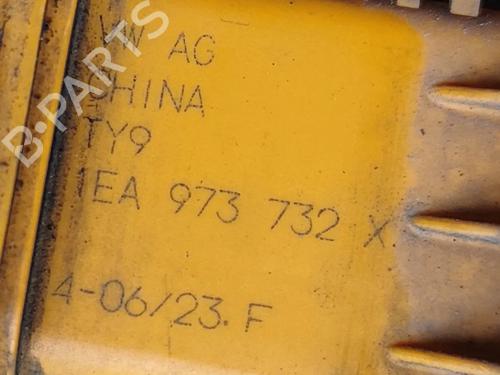 VW AG
CHINA
TY9
1EA 973 732 X
4-06/23.F
B-PARTS